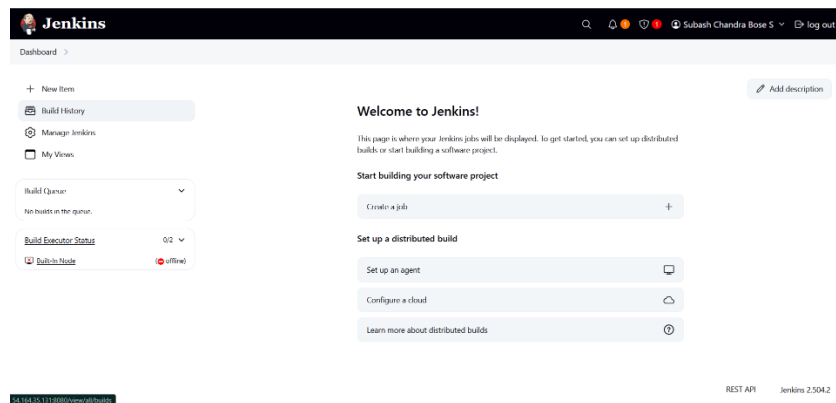 Jenkins
1 1 Subash Chandra Bose S log out
Dashboard >
+ New Item
Build History
Manage Jenkins
My Views
Add description
Welcome to Jenkins!
This page is where your Jenkins jobs will be displayed. To get started, you can set up distributed
builds or start building a software project.
Start building your software project
Create a job +
Build Queue
No builds in the queue.
Build Executor Status 0/2
Built-In Node (offline)
Set up a distributed build
Set up an agent
Configure a cloud
Learn more about distributed builds
REST API Jenkins 2.504.2
54.164.35.131:8080/view/all/builds